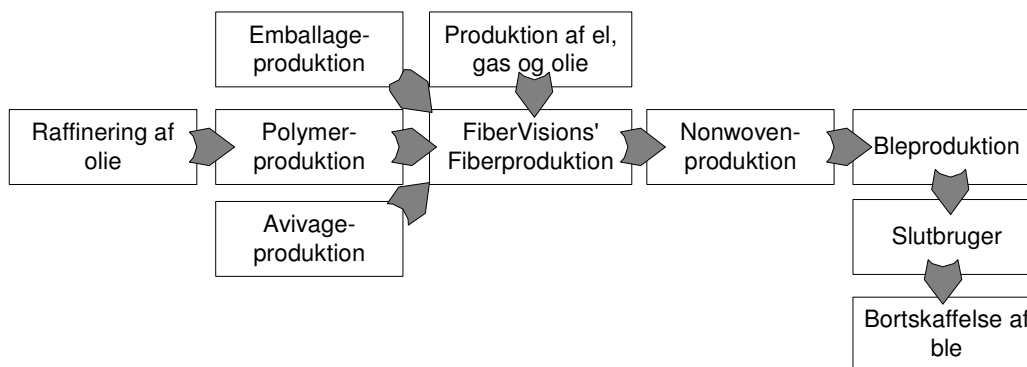 Emballage-
produktion
Produktion af el,
gas og olie
Raffinering af
olie
Polymer-
produktion
FiberVisions'
Fiberproduktion
Nonwoven-
produktion
Bleproduktion
Avivage-
produktion
Slutbruger
Bortskaffelse af
ble